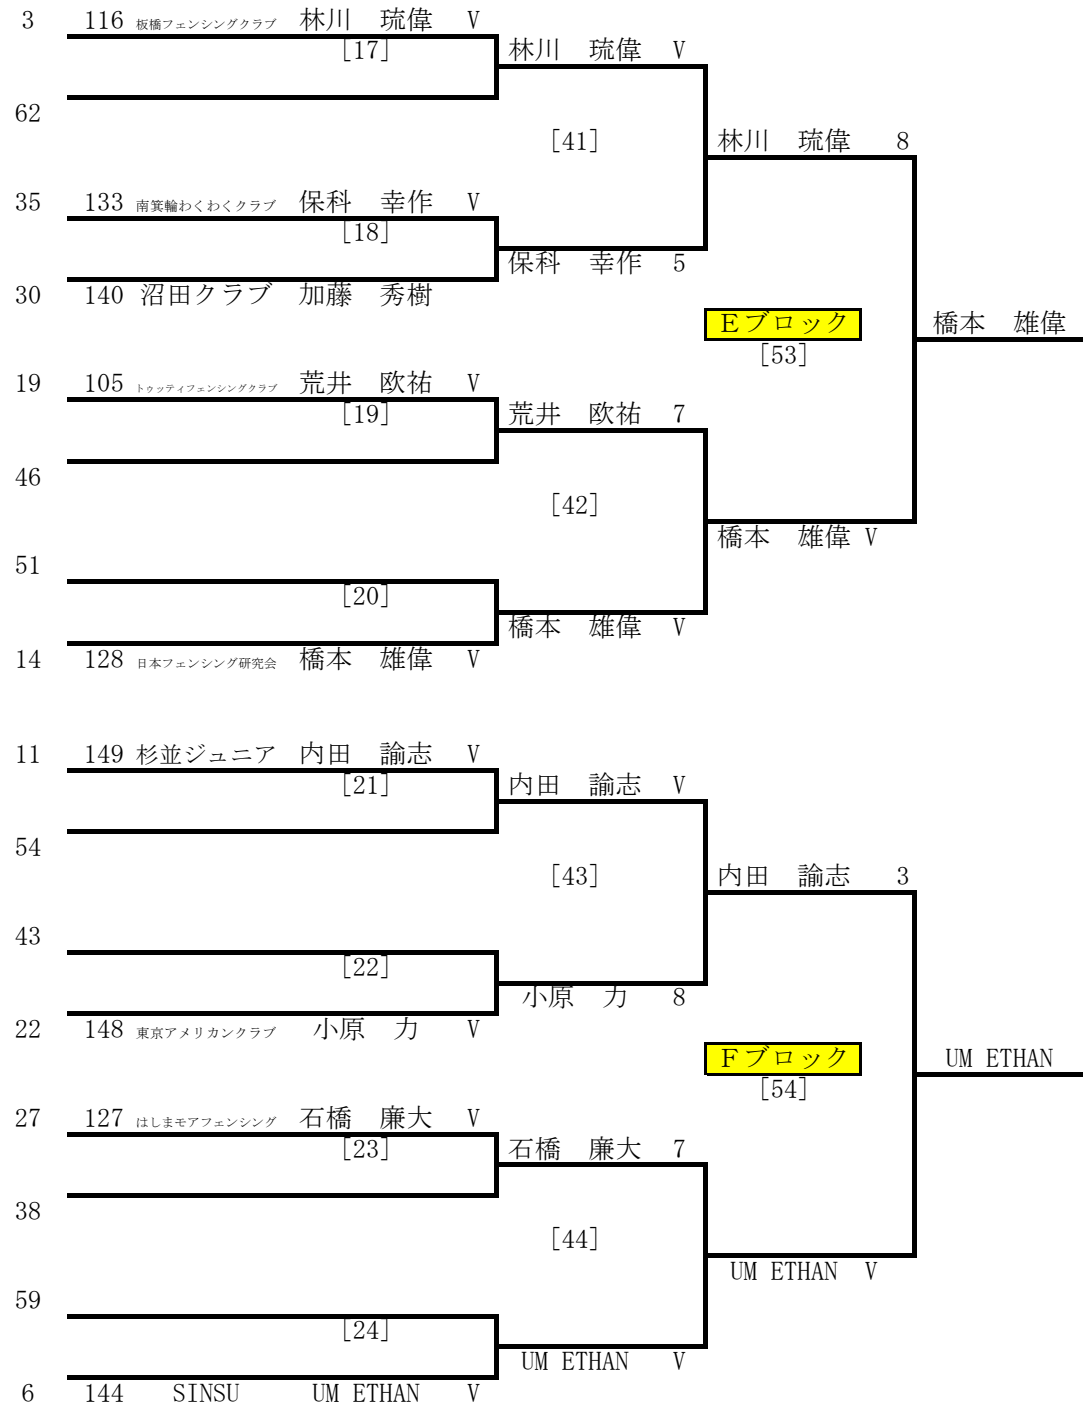 3 116 板橋フェンシングクラブ 林川　琉偉 V
[17]
林川　琉偉 V
62
[41]
林川　琉偉 8
35 133 南箕輪わくわくクラブ 保科　幸作 V
[18]
保科　幸作 5
30 140 沼田クラブ 加藤　秀樹
Eブロック
橋本　雄偉
[53]
19 105 トゥッティフェンシングクラブ 荒井　欧祐 V
[19]
荒井　欧祐 7
46
[42]
橋本　雄偉 V
51
[20]
橋本　雄偉 V
14 128 日本フェンシング研究会 橋本　雄偉 V
11 149 杉並ジュニア 内田　諭志 V
[21]
内田　諭志 V
54
[43]
内田　諭志 3
43
[22]
小原　力 8
22 148 東京アメリカンクラブ 小原　力 V
Fブロック
UM ETHAN
[54]
27 127 はしまモアフェンシング 石橋　廉大 V
[23]
石橋　廉大 7
38
[44]
UM ETHAN V
59
[24]
UM ETHAN V
6 144 SINSU UM ETHAN V